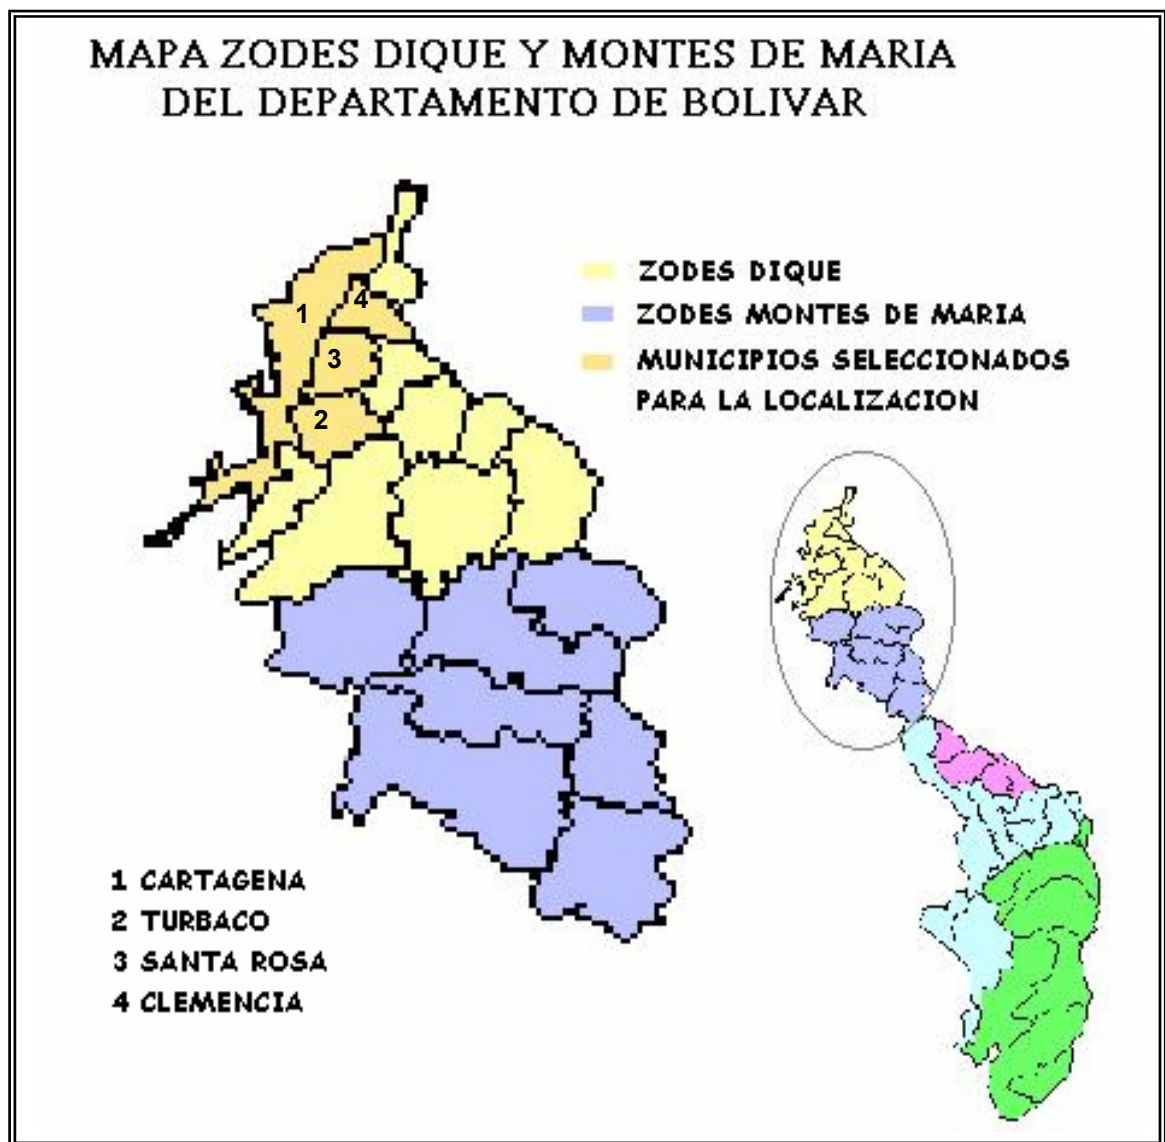 MAPA ZODES DIQUE Y MONTES DE MARIA
DEL DEPARTAMENTO DE BOLIVAR
ZODES DIQUE
ZODES MONTES DE MARIA
MUNICIPIOS SELECCIONADOS
PARA LA LOCALIZACION
4
1
3
2
1 CARTAGENA
2 TURBACO
3 SANTA ROSA
4 CLEMENCIA